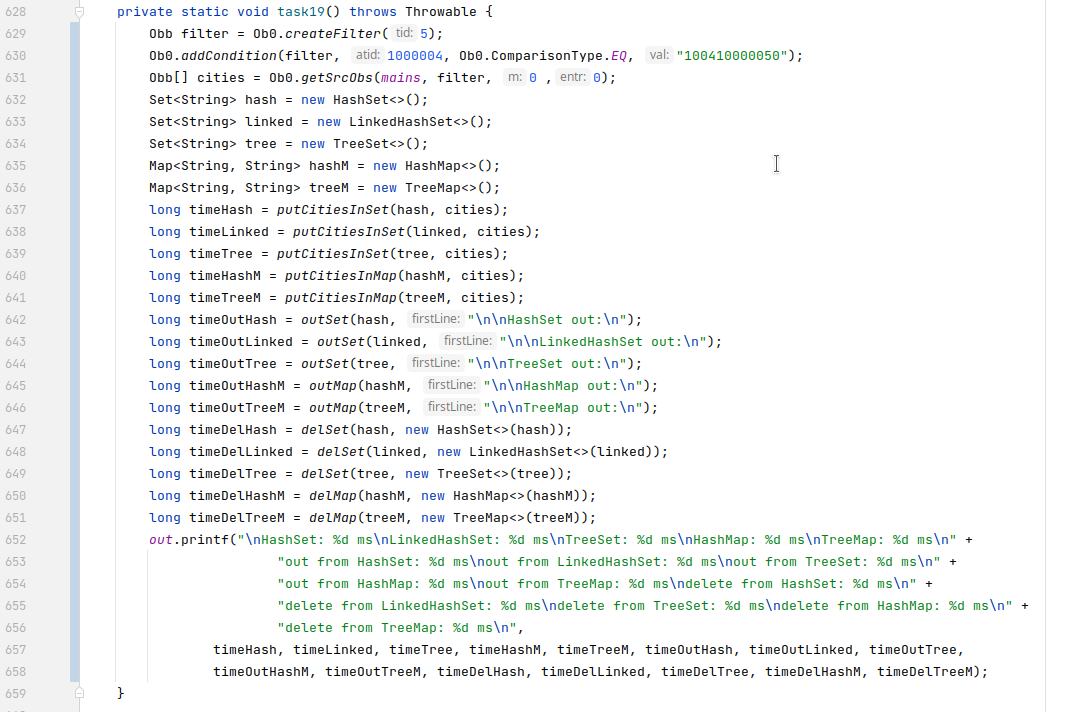 628 private static void task19() throws Throwable {
629 Obb filter = Ob0.createFilter( tid: 5);
630 Ob0.addCondition(filter, atid: 1000004, Ob0.ComparisonType.EQ, val: "100410000050");
631 Obb[] cities = Ob0.getSrcObs(mains, filter, m: 0 , entr: 0);
632 Set<String> hash = new HashSet<>();
633 Set<String> linked = new LinkedHashSet<>();
634 Set<String> tree = new TreeSet<>();
635 Map<String, String> hashM = new HashMap<>();
636 Map<String, String> treeM = new TreeMap<>();
637 long timeHash = putCitiesInSet(hash, cities);
638 long timeLinked = putCitiesInSet(linked, cities);
639 long timeTree = putCitiesInSet(tree, cities);
640 long timeHashM = putCitiesInMap(hashM, cities);
641 long timeTreeM = putCitiesInMap(treeM, cities);
642 long timeOutHash = outSet(hash, firstLine: "\n\nHashSet out:\n");
643 long timeOutLinked = outSet(linked, firstLine: "\n\nLinkedHashSet out:\n");
644 long timeOutTree = outSet(tree, firstLine: "\n\nTreeSet out:\n");
645 long timeOutHashM = outMap(hashM, firstLine: "\n\nHashMap out:\n");
646 long timeOutTreeM = outMap(treeM, firstLine: "\n\nTreeMap out:\n");
647 long timeDelHash = delSet(hash, new HashSet<>(hash));
648 long timeDelLinked = delSet(linked, new LinkedHashSet<>(linked));
649 long timeDelTree = delSet(tree, new TreeSet<>(tree));
650 long timeDelHashM = delMap(hashM, new HashMap<>(hashM));
651 long timeDelTreeM = delMap(treeM, new TreeMap<>(treeM));
652 out.printf("\nHashSet: %d ms\nLinkedHashSet: %d ms\nTreeSet: %d ms\nHashMap: %d ms\nTreeMap: %d ms\n" +
653 "out from HashSet: %d ms\nout from LinkedHashSet: %d ms\nout from TreeSet: %d ms\n" +
654 "out from HashMap: %d ms\nout from TreeMap: %d ms\ndelete from HashSet: %d ms\n" +
655 "delete from LinkedHashSet: %d ms\ndelete from TreeSet: %d ms\ndelete from HashMap: %d ms\n" +
656 "delete from TreeMap: %d ms\n",
657 timeHash, timeLinked, timeTree, timeHashM, timeTreeM, timeOutHash, timeOutLinked, timeOutTree,
658 timeOutHashM, timeOutTreeM, timeDelHash, timeDelLinked, timeDelTree, timeDelHashM, timeDelTreeM);
659 }